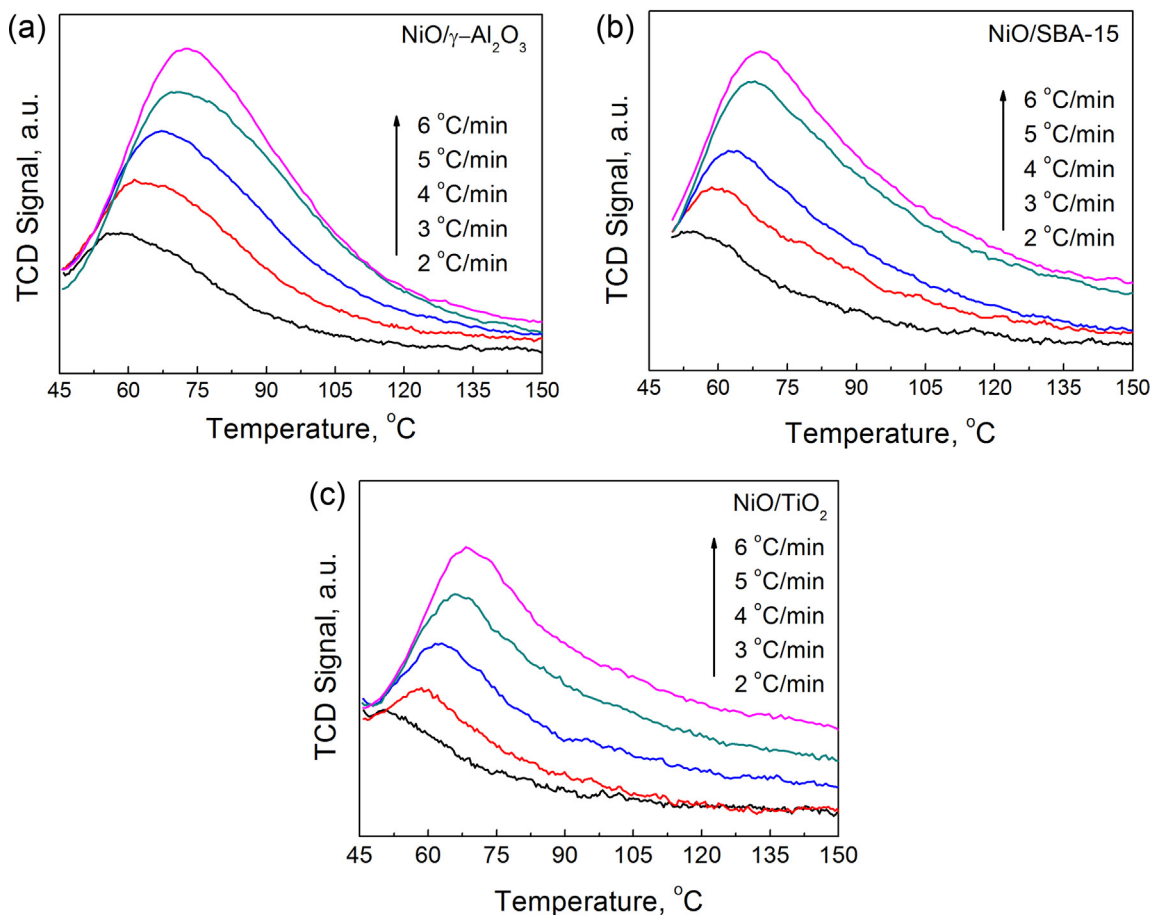 (a)
NiO/γ–Al₂O₃
6 °C/min
5 °C/min
4 °C/min
3 °C/min
2 °C/min
TCD Signal, a.u.
45 60 75 90 105 120 135 150
Temperature, °C
(b)
NiO/SBA-15
6 °C/min
5 °C/min
4 °C/min
3 °C/min
2 °C/min
TCD Signal, a.u.
45 60 75 90 105 120 135 150
Temperature, °C
(c)
NiO/TiO₂
6 °C/min
5 °C/min
4 °C/min
3 °C/min
2 °C/min
TCD Signal, a.u.
45 60 75 90 105 120 135 150
Temperature, °C